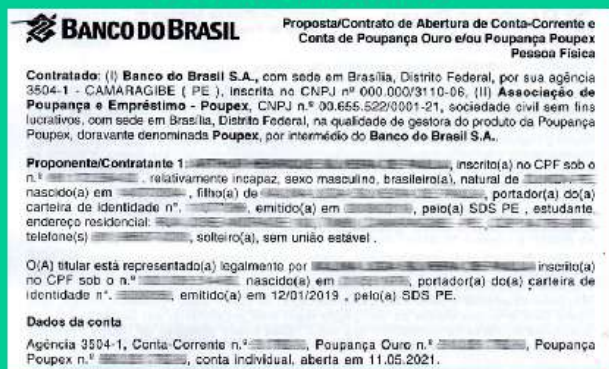 BANCO DO BRASIL
Proposta/Contrato de Abertura de Conta-Corrente e
Conta de Poupança Ouro e/ou Poupança Poupex
Pessoa Física
Contratado: (I) Banco do Brasil S.A., com sede em Brasília, Distrito Federal, por sua agência
3504-1 - CAMARAGIBE ( PE ), inscrita no CNPJ nº 000.000/3110-06, (II) Associação de
Poupança e Empréstimo - Poupex, CNPJ n.º 00.655.522/0001-21, sociedade civil sem fins
lucrativos, com sede em Brasília, Distrito Federal, na qualidade de gestora do produto da Poupança
Poupex, doravante denominada Poupex, por intermédio do Banco do Brasil S.A..
Proponente/Contratante 1: inscrito(a) no CPF sob o
n.º , relativamente incapaz, sexo masculino, brasileiro(a), natural de
nascido(a) em , filho(a) de , portador(a) do(a)
carteira de identidade nº. , emitido(a) em , pelo(a) SDS PE , estudante,
endereço residencial:
telefone(s) , solteiro(a), sem união estável .
O(A) titular está representado(a) legalmente por inscrito(a)
no CPF sob o n.º nascido(a) em , portador(a) do(a) carteira de
identidade nº. , emitido(a) em 12/01/2019 , pelo(a) SDS PE.
Dados da conta
Agência 3504-1, Conta-Corrente n.º , Poupança Ouro n.º , Poupança
Poupex n.º , conta individual, aberta em 11.05.2021.